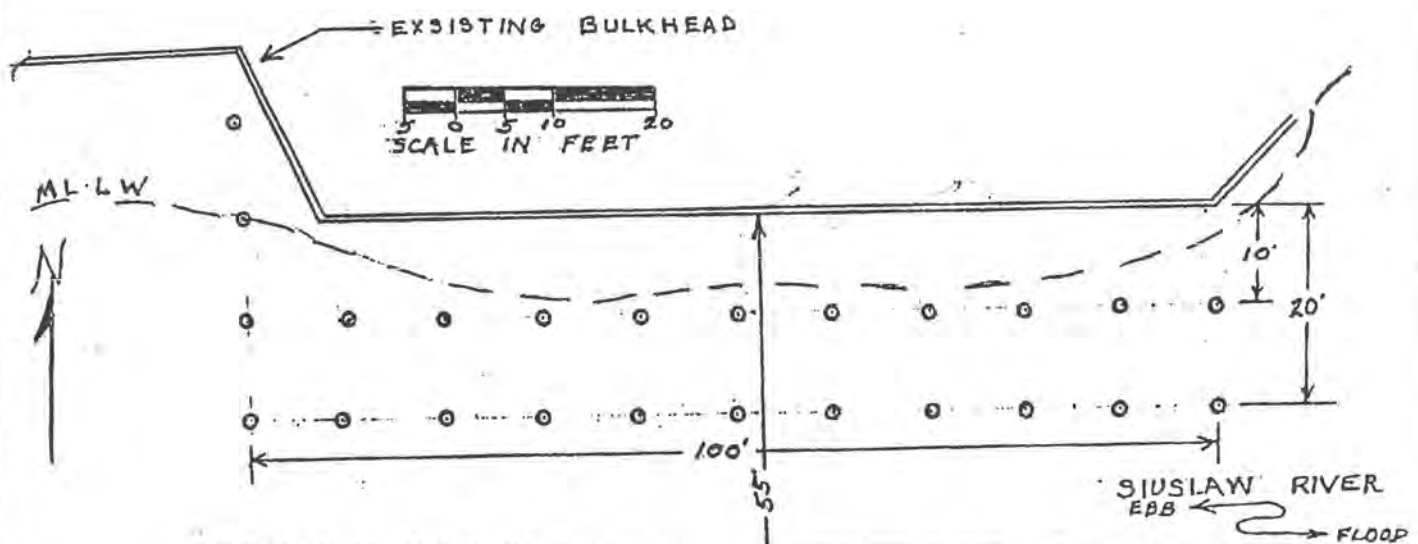 EXSISTING BULKHEAD
5 0 5 10 20
SCALE IN FEET
ML·LW
N
10'
20'
100'
55'
SIUSLAW RIVER
EBB
FLOOD